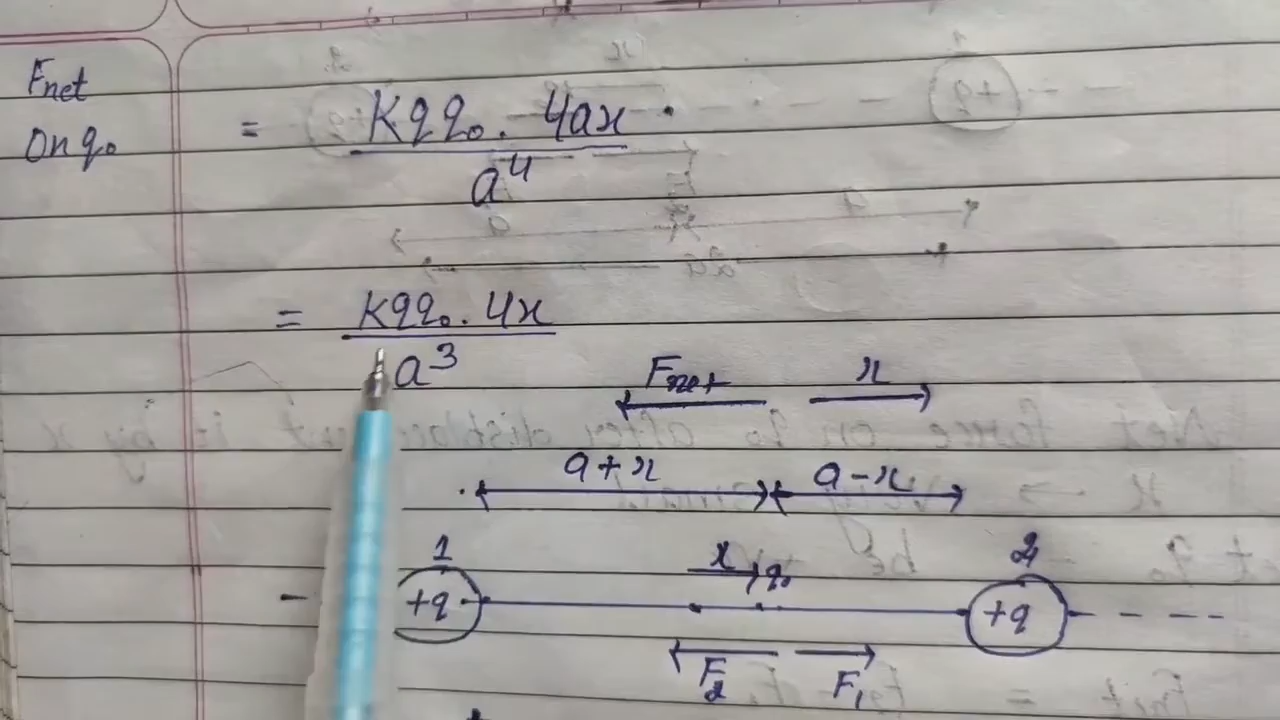 Fnet
On q₀ = Kqq₀. 4ax
a⁴
= Kqq₀. 4x
a³
Fnet x
a+x a-x
1 x q₀ 2
+q +q
F₂ F₁